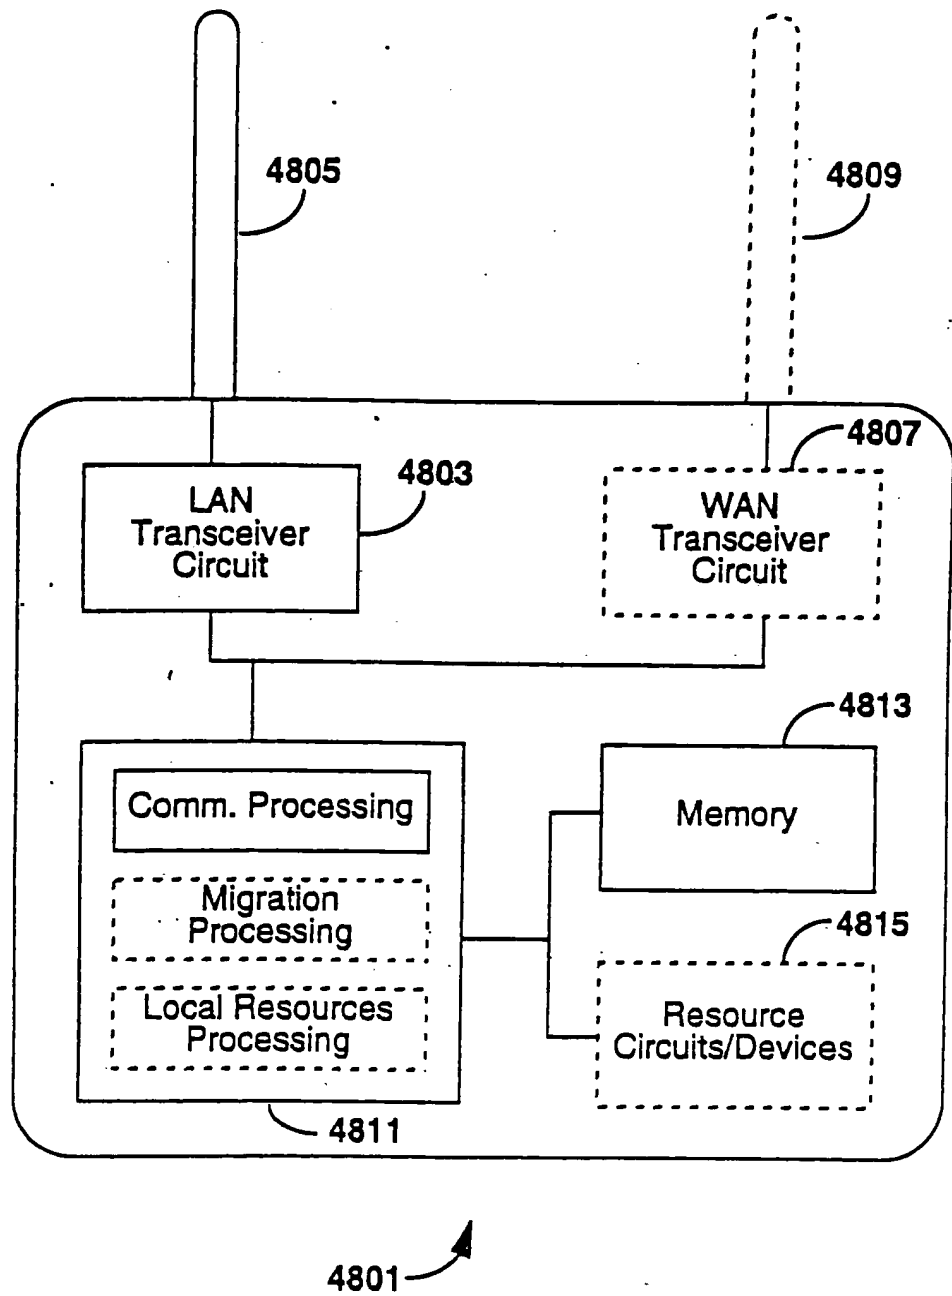 4805
4809
4807
4803
LAN
Transceiver
Circuit
WAN
Transceiver
Circuit
4813
Comm. Processing
Memory
Migration
Processing
4815
Local Resources
Processing
Resource
Circuits/Devices
4811
4801